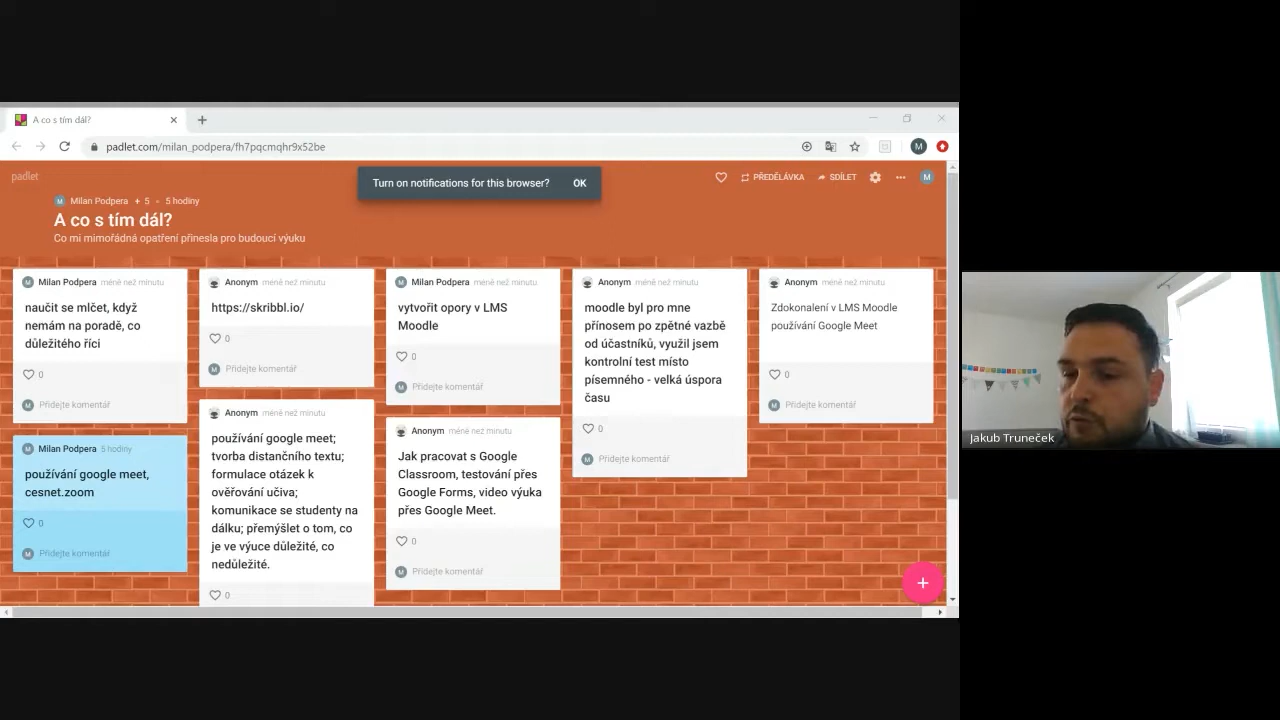 A co s tím dál?
padlet.com/milan_podpera/fh7pqcmqhr9x52be
padlet
Turn on notifications for this browser? OK
PŘEDĚLÁVKA
SDÍLET
M
M
M Milan Podpera + 5 • 5 hodiny
A co s tím dál?
Co mi mimořádná opatření přinesla pro budoucí výuku
M Milan Podpera méně než minutu
naučit se mlčet, když
nemám na poradě, co
důležitého říci
0
M Přidejte komentář
M Milan Podpera 5 hodiny
používání google meet,
cesnet.zoom
0
M Přidejte komentář
Anonym méně než minutu
https://skribbl.io/
0
M Přidejte komentář
Anonym méně než minutu
používání google meet;
tvorba distančního textu;
formulace otázek k
ověřování učiva;
komunikace se studenty na
dálku; přemýšlet o tom, co
je ve výuce důležité, co
nedůležité.
0
M Milan Podpera méně než minutu
vytvořit opory v LMS
Moodle
0
M Přidejte komentář
Anonym méně než minutu
Jak pracovat s Google
Classroom, testování přes
Google Forms, video výuka
přes Google Meet.
0
M Přidejte komentář
Anonym méně než minutu
moodle byl pro mne
přínosem po zpětné vazbě
od účastníků, využil jsem
kontrolní test místo
písemného - velká úspora
času
0
M Přidejte komentář
Anonym méně než minutu
Zdokonalení v LMS Moodle
používání Google Meet
0
M Přidejte komentář
Jakub Truneček